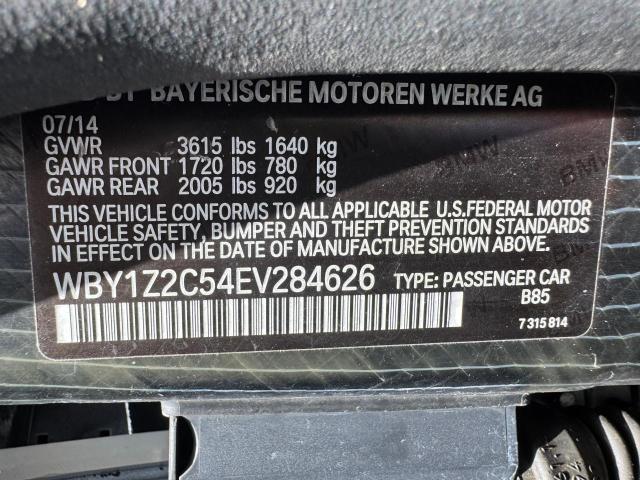 BY BAYERISCHE MOTOREN WERKE AG
07/14
GVWR 3615 lbs 1640 kg
GAWR FRONT 1720 lbs 780 kg
GAWR REAR 2005 lbs 920 kg
THIS VEHICLE CONFORMS TO ALL APPLICABLE U.S.FEDERAL MOTOR
VEHICLE SAFETY, BUMPER AND THEFT PREVENTION STANDARDS
IN EFFECT ON THE DATE OF MANUFACTURE SHOWN ABOVE.
WBY1Z2C54EV284626 TYPE: PASSENGER CAR
B85
7 315 814